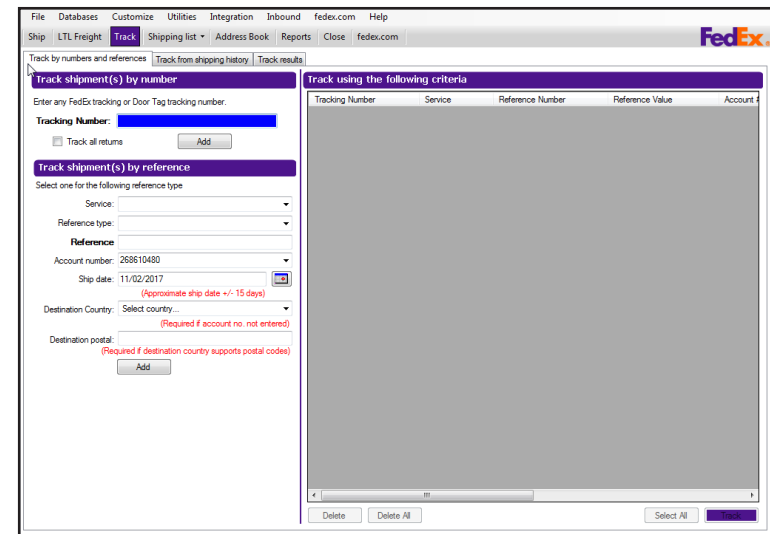 File Databases Customize Utilities Integration Inbound fedex.com Help
Ship LTL Freight Track Shipping list Address Book Reports Close fedex.com
FedEx
Track by numbers and references Track from shipping history Track results
Track shipment(s) by number
Enter any FedEx tracking or Door Tag tracking number.
Tracking Number:
Track all returns Add
Track shipment(s) by reference
Select one for the following reference type
Service:
Reference type:
Reference
Account number: 268610480
Ship date: 11/02/2017
(Approximate ship date +/- 15 days)
Destination Country: Select country...
(Required if account no. not entered)
Destination postal:
(Required if destination country supports postal codes)
Add
Track using the following criteria
Tracking Number Service Reference Number Reference Value Account #
Delete Delete All Select All Track